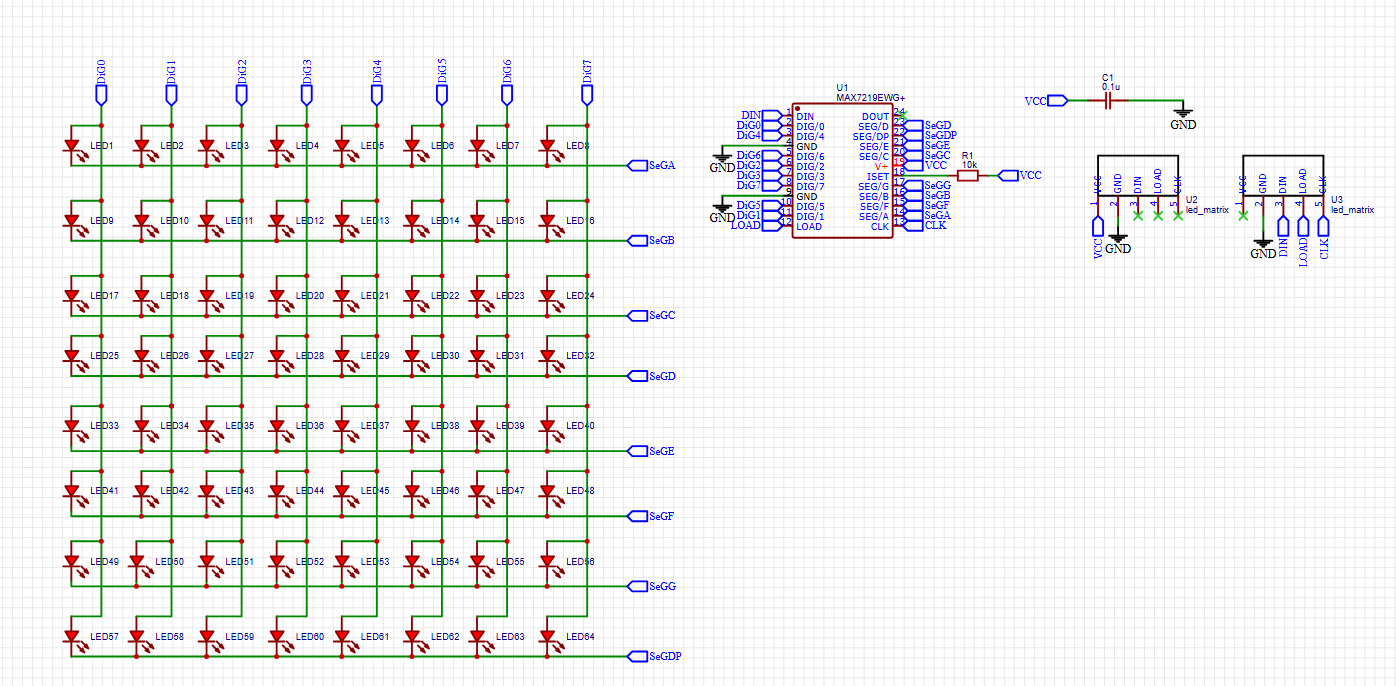 DiG0 DiG1 DiG2 DiG3 DiG4 DiG5 DiG6 DiG7
LED1 LED2 LED3 LED4 LED5 LED6 LED7 LED8
SeGA
LED9 LED10 LED11 LED12 LED13 LED14 LED15 LED16
SeGB
LED17 LED18 LED19 LED20 LED21 LED22 LED23 LED24
SeGC
LED25 LED26 LED27 LED28 LED29 LED30 LED31 LED32
SeGD
LED33 LED34 LED35 LED36 LED37 LED38 LED39 LED40
SeGE
LED41 LED42 LED43 LED44 LED45 LED46 LED47 LED48
SeGF
LED49 LED50 LED51 LED52 LED53 LED54 LED55 LED56
SeGG
LED57 LED58 LED59 LED60 LED61 LED62 LED63 LED64
SeGDP
U1
MAX7219EWG+
DIN 1 DIN DOUT 24
DiG0 2 DIG/0 SEG/D 23 SeGD
DiG4 3 DIG/4 SEG/DP 22 SeGDP
4 GND SEG/E 21 SeGE
DiG6 5 DIG/6 SEG/C 20 SeGC
DiG2 6 DIG/2 V+ 19 VCC
DiG3 7 DIG/3 ISET 18
DiG7 8 DIG/7 SEG/G 17 SeGG
9 GND SEG/B 16 SeGB
DiG5 10 DIG/5 SEG/F 15 SeGF
DiG1 11 DIG/1 SEG/A 14 SeGA
LOAD 12 LOAD CLK 13 CLK
GND
GND
R1
10k
VCC
C1
0.1u
VCC
GND
VCC GND DIN LOAD CLK
1 2 3 4 5
U2
led_matrix
VCC GND
VCC GND DIN LOAD CLK
1 2 3 4 5
U3
led_matrix
GND DIN LOAD CLK